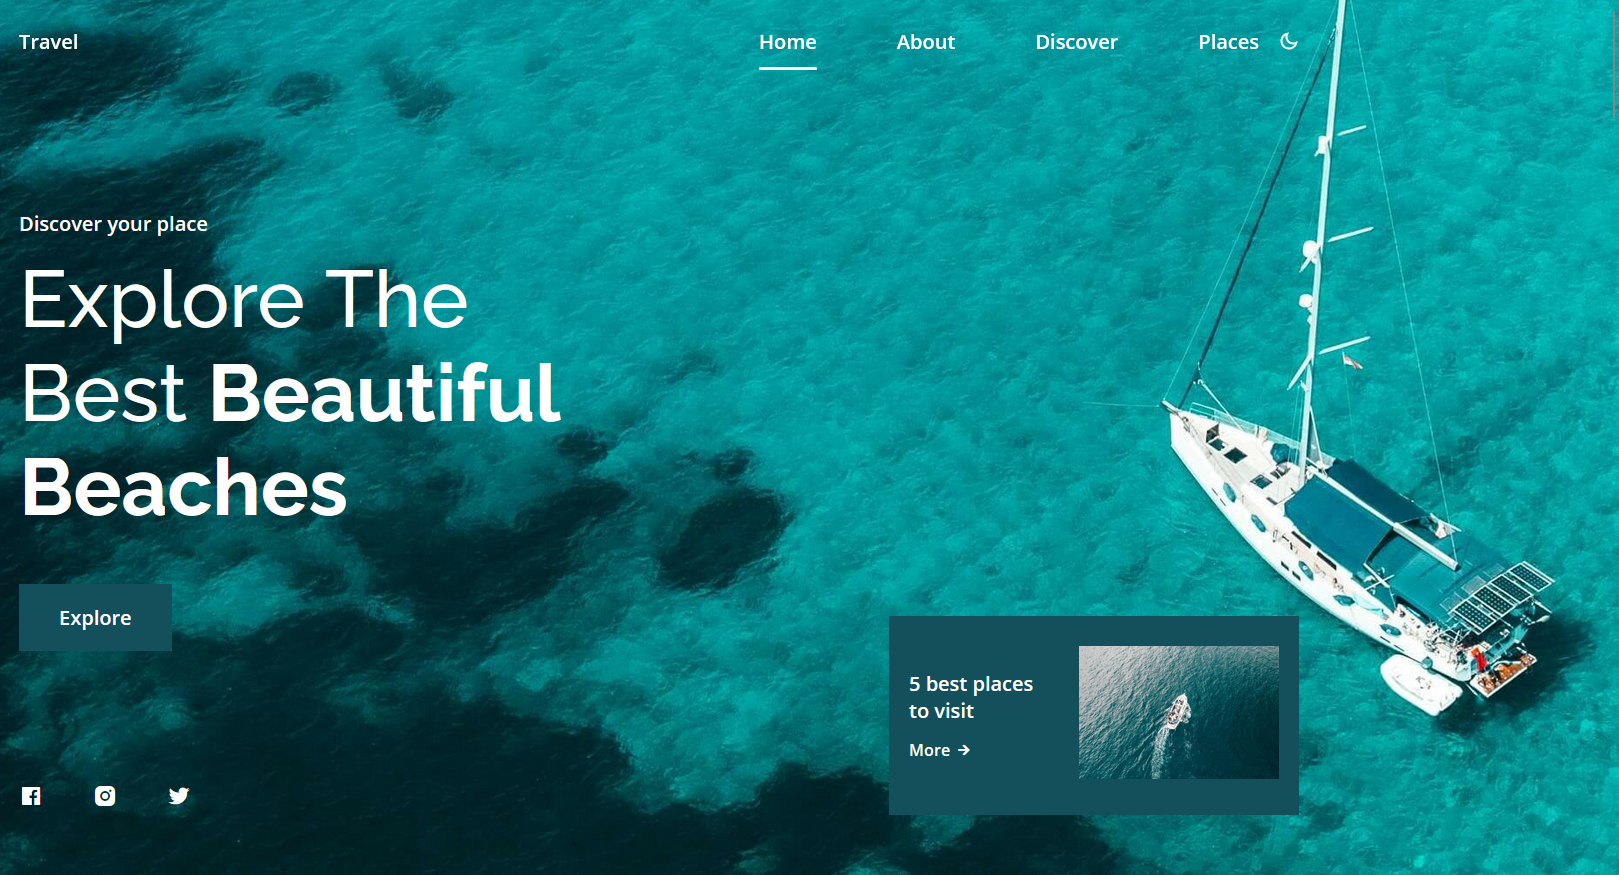 Travel
Home
About
Discover
Places
Discover your place
Explore The
Best Beautiful
Beaches
Explore
5 best places
to visit
More